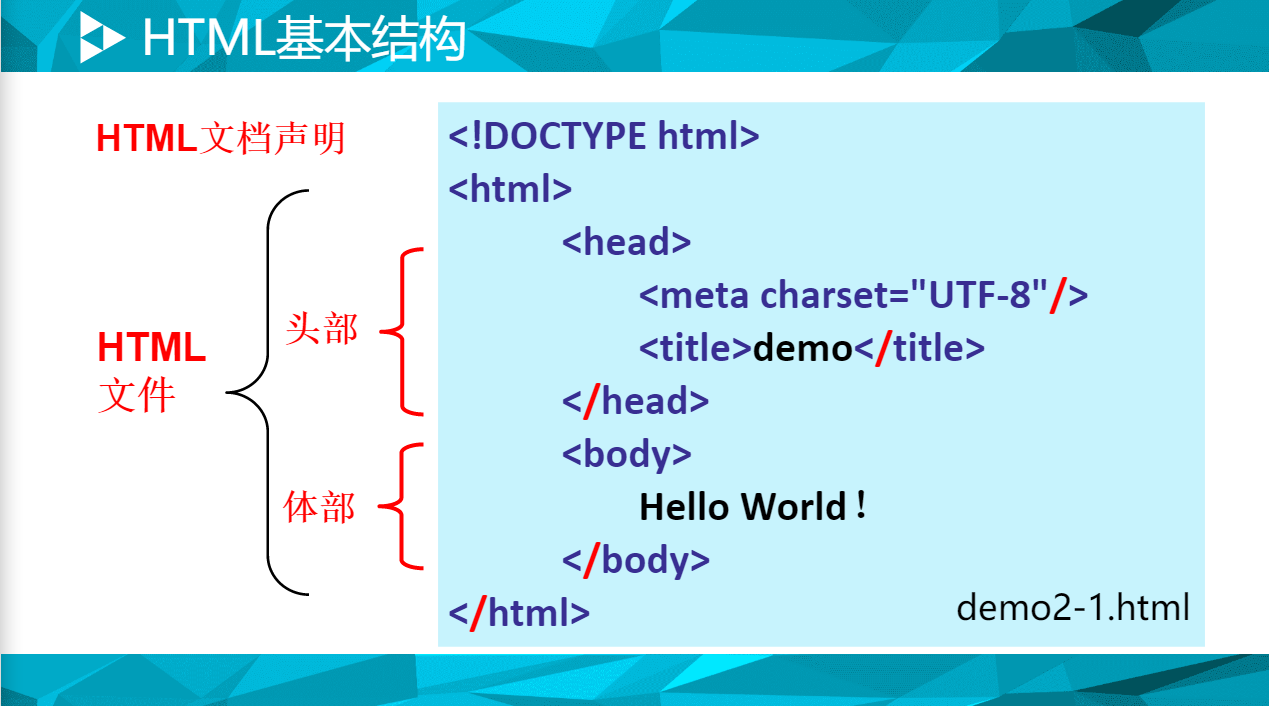 HTML基本结构
HTML文档声明
<!DOCTYPE html>
<html>
<head>
<meta charset="UTF-8"/>
<title>demo</title>
</head>
<body>
Hello World！
</body>
</html>
HTML
文件
头部
体部
demo2-1.html